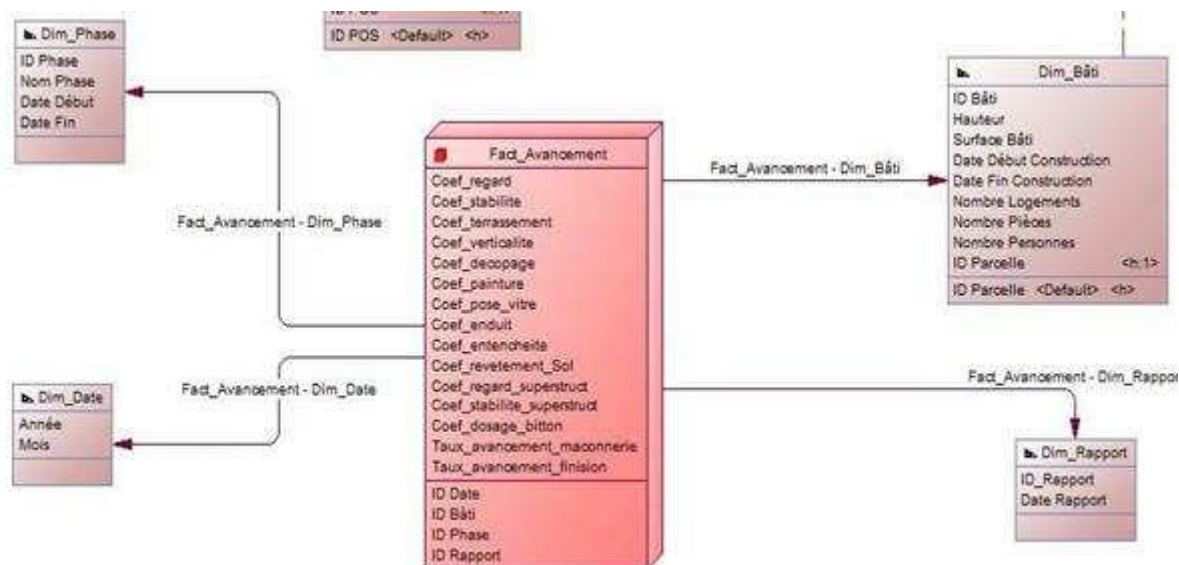 Dim_Phase
ID Phase
Nom Phase
Date Début
Date Fin
ID POS <Default> <h>
Dim_Bâti
ID Bâti
Hauteur
Surface Bâti
Date Début Construction
Date Fin Construction
Nombre Logements
Nombre Pièces
Nombre Personnes
ID Parcelle <h:1>
ID Parcelle <Default> <h>
Fact_Avancement - Dim_Phase
Fact_Avancement
Coef_regard
Coef_stabilite
Coef_terrassement
Coef_verticalite
Coef_decopage
Coef_painture
Coef_pose_vitre
Coef_enduit
Coef_entencheite
Coef_revetement_Sol
Coef_regard_superstruct
Coef_stabilite_superstruct
Coef_dosage_bitton
Taux_avancement_maconnerie
Taux_avancement_finision
ID Date
ID Bâti
ID Phase
ID Rapport
Fact_Avancement - Dim_Bâti
Fact_Avancement - Dim_Date
Dim_Date
Année
Mois
Fact_Avancement - Dim_Rapport
Dim_Rapport
ID_Rapport
Date Rapport